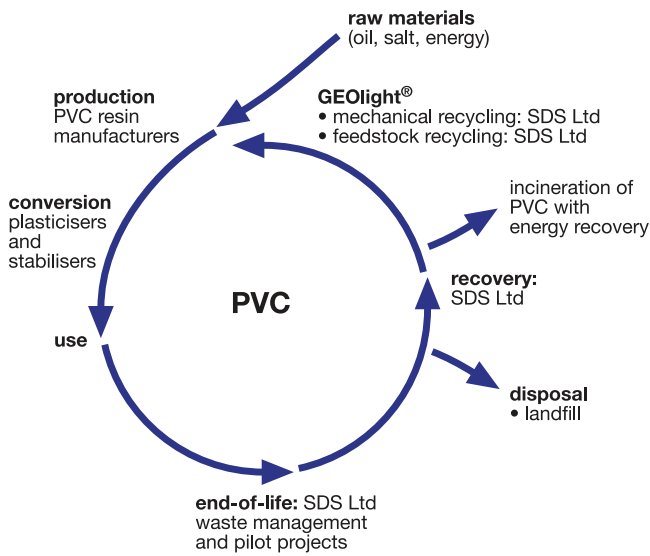 raw materials
(oil, salt, energy)
production
PVC resin
manufacturers
GEOlight®
• mechanical recycling: SDS Ltd
• feedstock recycling: SDS Ltd
conversion
plasticisers
and
stabilisers
incineration of
PVC with
energy recovery
PVC
recovery:
SDS Ltd
use
disposal
• landfill
end-of-life: SDS Ltd
waste management
and pilot projects